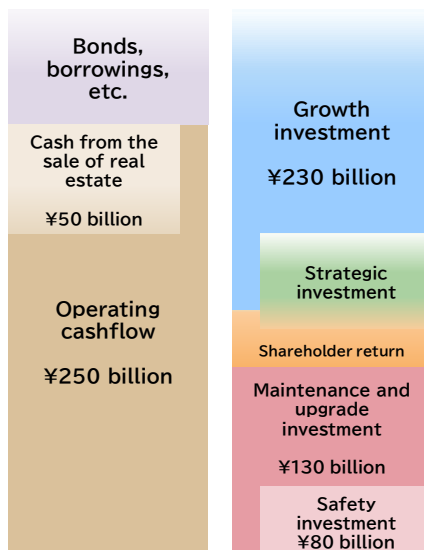 Bonds,
borrowings,
etc.
Cash from the
sale of real
estate
¥50 billion
Operating
cashflow
¥250 billion
Growth
investment
¥230 billion
Strategic
investment
Shareholder return
Maintenance and
upgrade
investment
¥130 billion
Safety
investment
¥80 billion